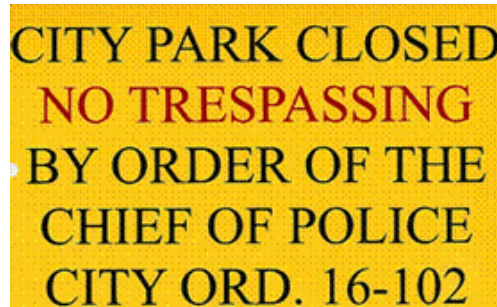 CITY PARK CLOSED
NO TRESPASSING
BY ORDER OF THE
CHIEF OF POLICE
CITY ORD. 16-102